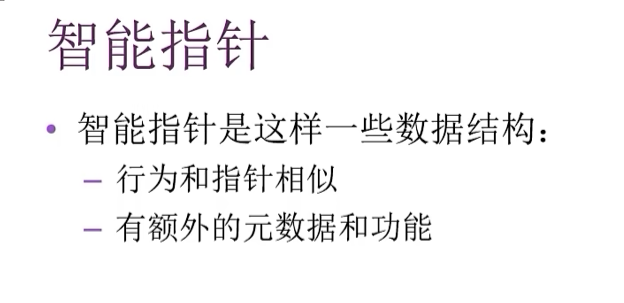 智能指针
• 智能指针是这样一些数据结构：
– 行为和指针相似
– 有额外的元数据和功能